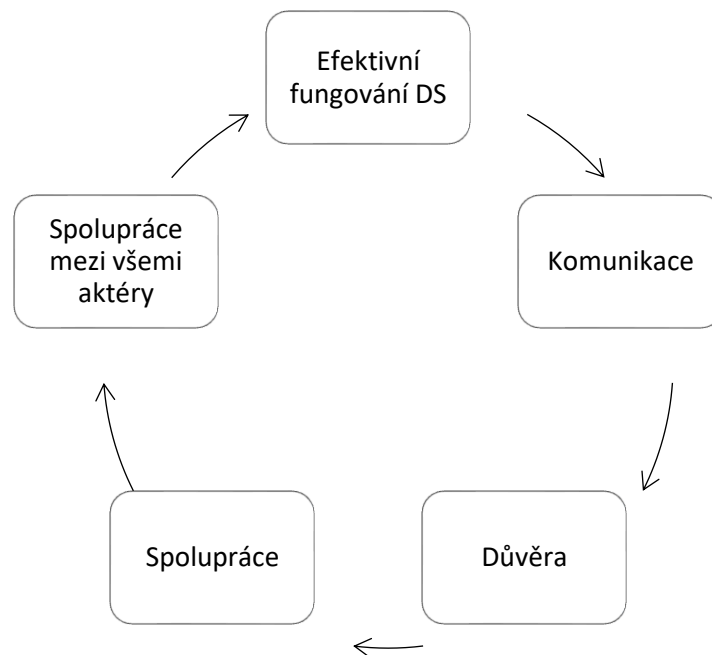 Efektivní
fungování DS
Komunikace
Důvěra
Spolupráce
Spolupráce
mezi všemi
aktéry